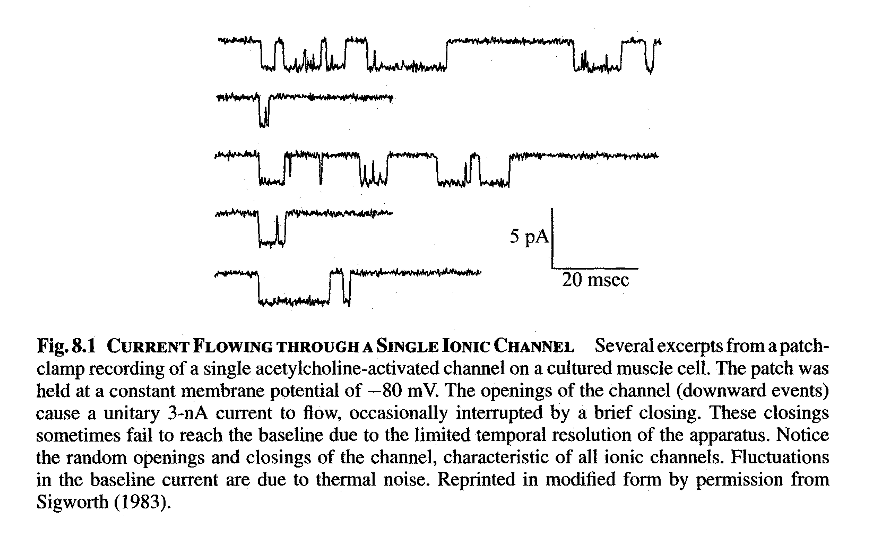 5 pA
20 msec
Fig. 8.1 CURRENT FLOWING THROUGH A SINGLE IONIC CHANNEL Several excerpts from a patch-
clamp recording of a single acetylcholine-activated channel on a cultured muscle cell. The patch was
held at a constant membrane potential of −80 mV. The openings of the channel (downward events)
cause a unitary 3-nA current to flow, occasionally interrupted by a brief closing. These closings
sometimes fail to reach the baseline due to the limited temporal resolution of the apparatus. Notice
the random openings and closings of the channel, characteristic of all ionic channels. Fluctuations
in the baseline current are due to thermal noise. Reprinted in modified form by permission from
Sigworth (1983).